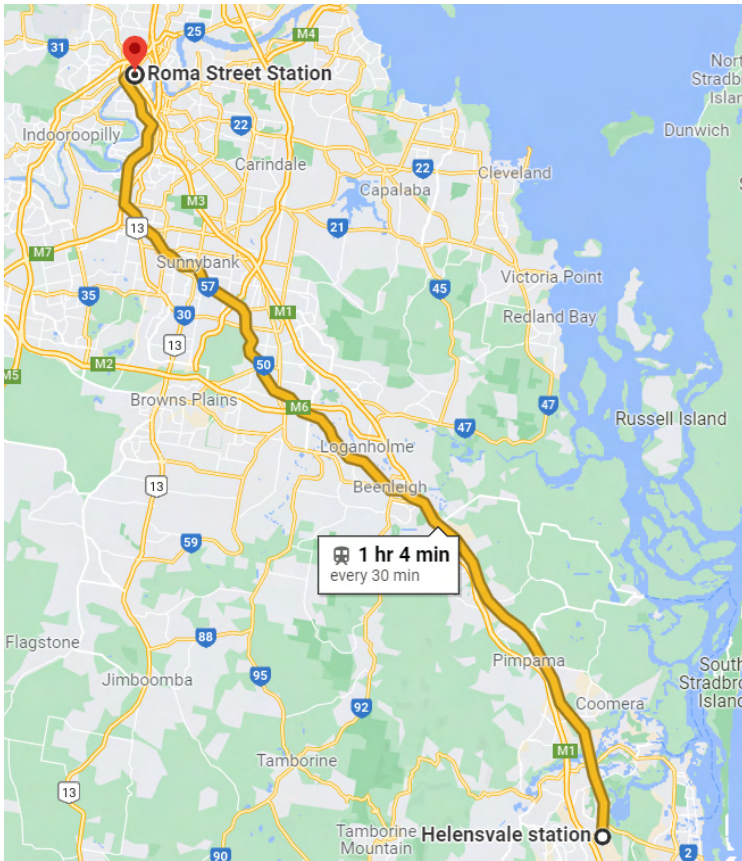 31
25
M4
Roma Street Station
North
Stradb
Islan
Indooroopilly
22
Carindale
Dunwich
22
Cleveland
Capalaba
M3
13
21
M7
Sunnybank
Victoria Point
57
45
35
30
M1
Redland Bay
13
M2
50
M5
Browns Plains
M6
47
47
Russell Island
Loganholme
Beenleigh
13
59
1 hr 4 min
every 30 min
Flagstone
88
Pimpama
South
Stradbro
Island
Jimboomba
95
92
Coomera
M1
Tamborine
13
Tamborine
Mountain
Helensvale station
90
2